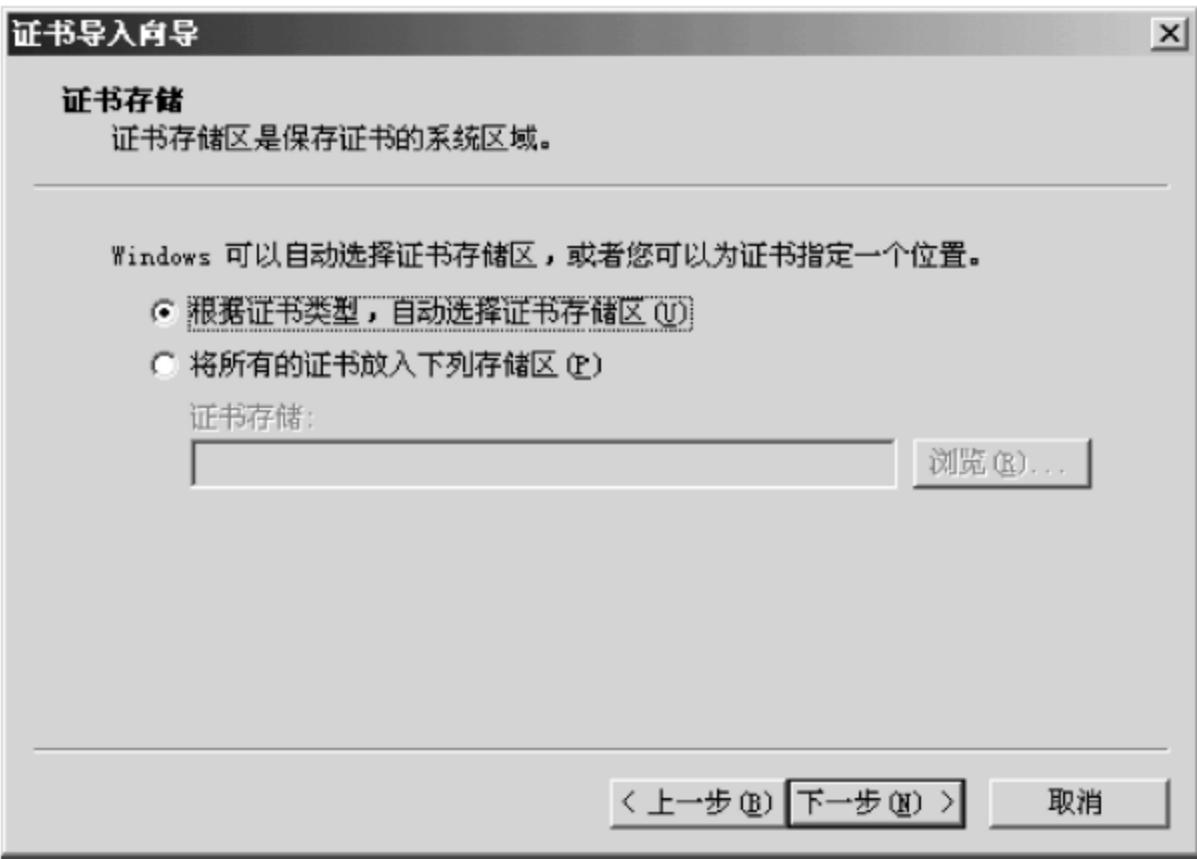 证书导入向导
证书存储
证书存储区是保存证书的系统区域。
Windows 可以自动选择证书存储区，或者您可以为证书指定一个位置。
根据证书类型，自动选择证书存储区(U)
将所有的证书放入下列存储区(P)
证书存储:
浏览(R)...
< 上一步(B) 下一步(N) > 取消